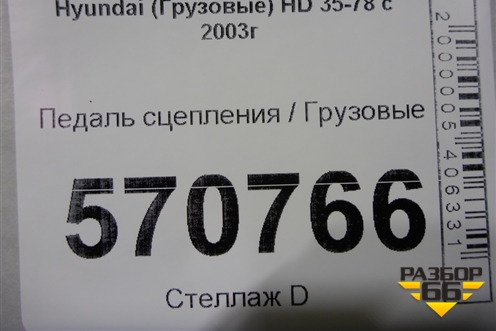 Hyundai (Грузовые) HD 35-78 с
2003г
Педаль сцепления / Грузовые
570766
Стеллаж D
2000005406331
РАЗБОР
66